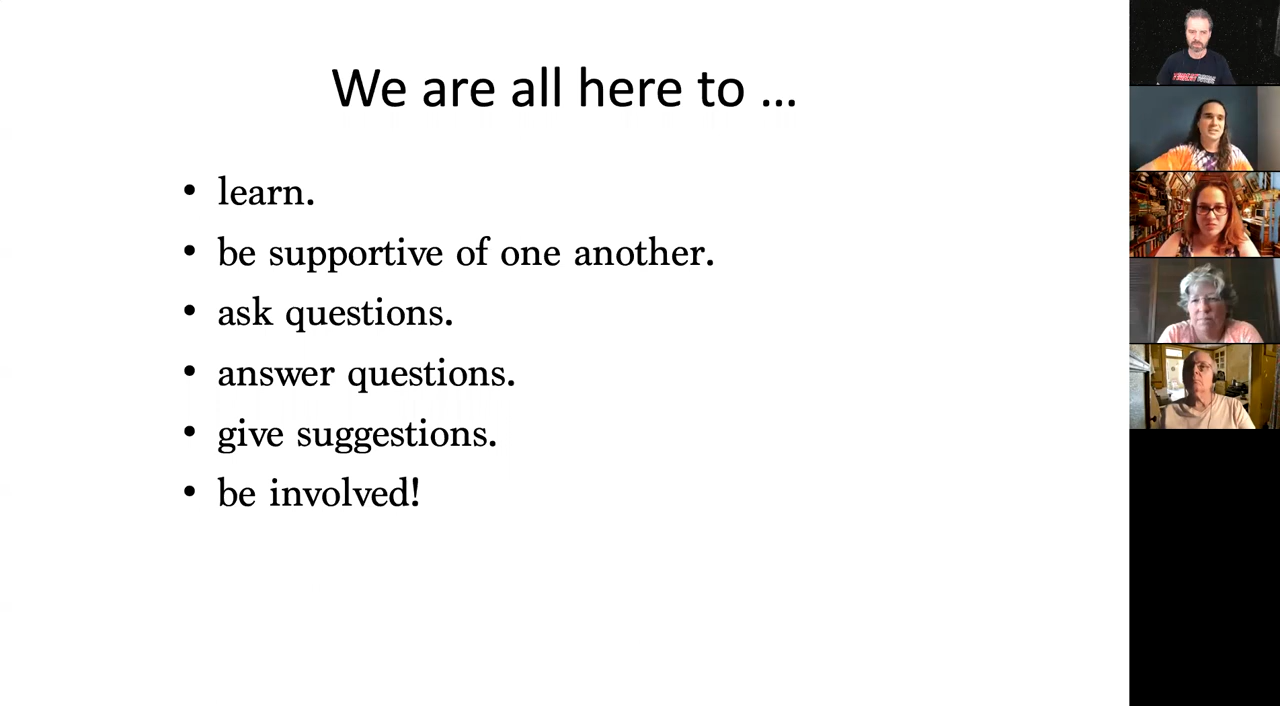 We are all here to …
• learn.
• be supportive of one another.
• ask questions.
• answer questions.
• give suggestions.
• be involved!